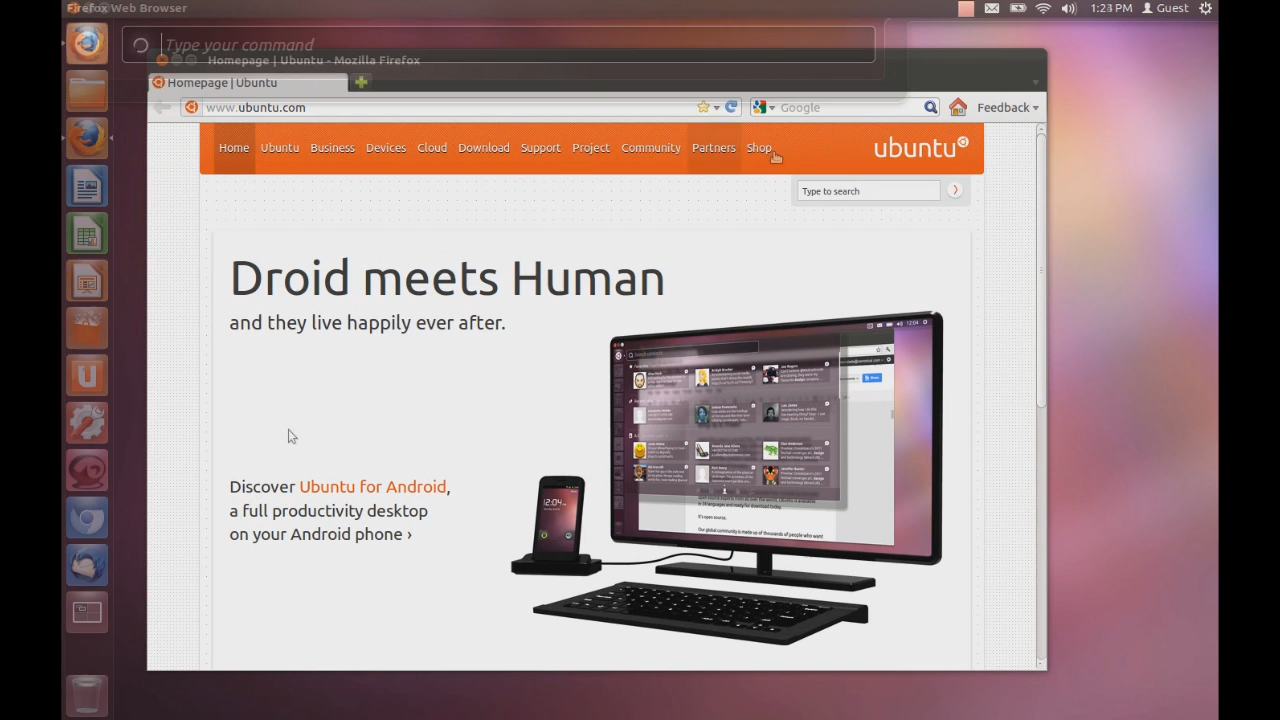 Firefox Web Browser
1:23 PM Guest
Type your command
Homepage | Ubuntu - Mozilla Firefox
Homepage | Ubuntu
www.ubuntu.com
Google
Feedback
Home Ubuntu Business Devices Cloud Download Support Project Community Partners Shop
ubuntu
Type to search
Droid meets Human
and they live happily ever after.
12:04
Discover Ubuntu for Android,
a full productivity desktop
on your Android phone ›
It's open source.